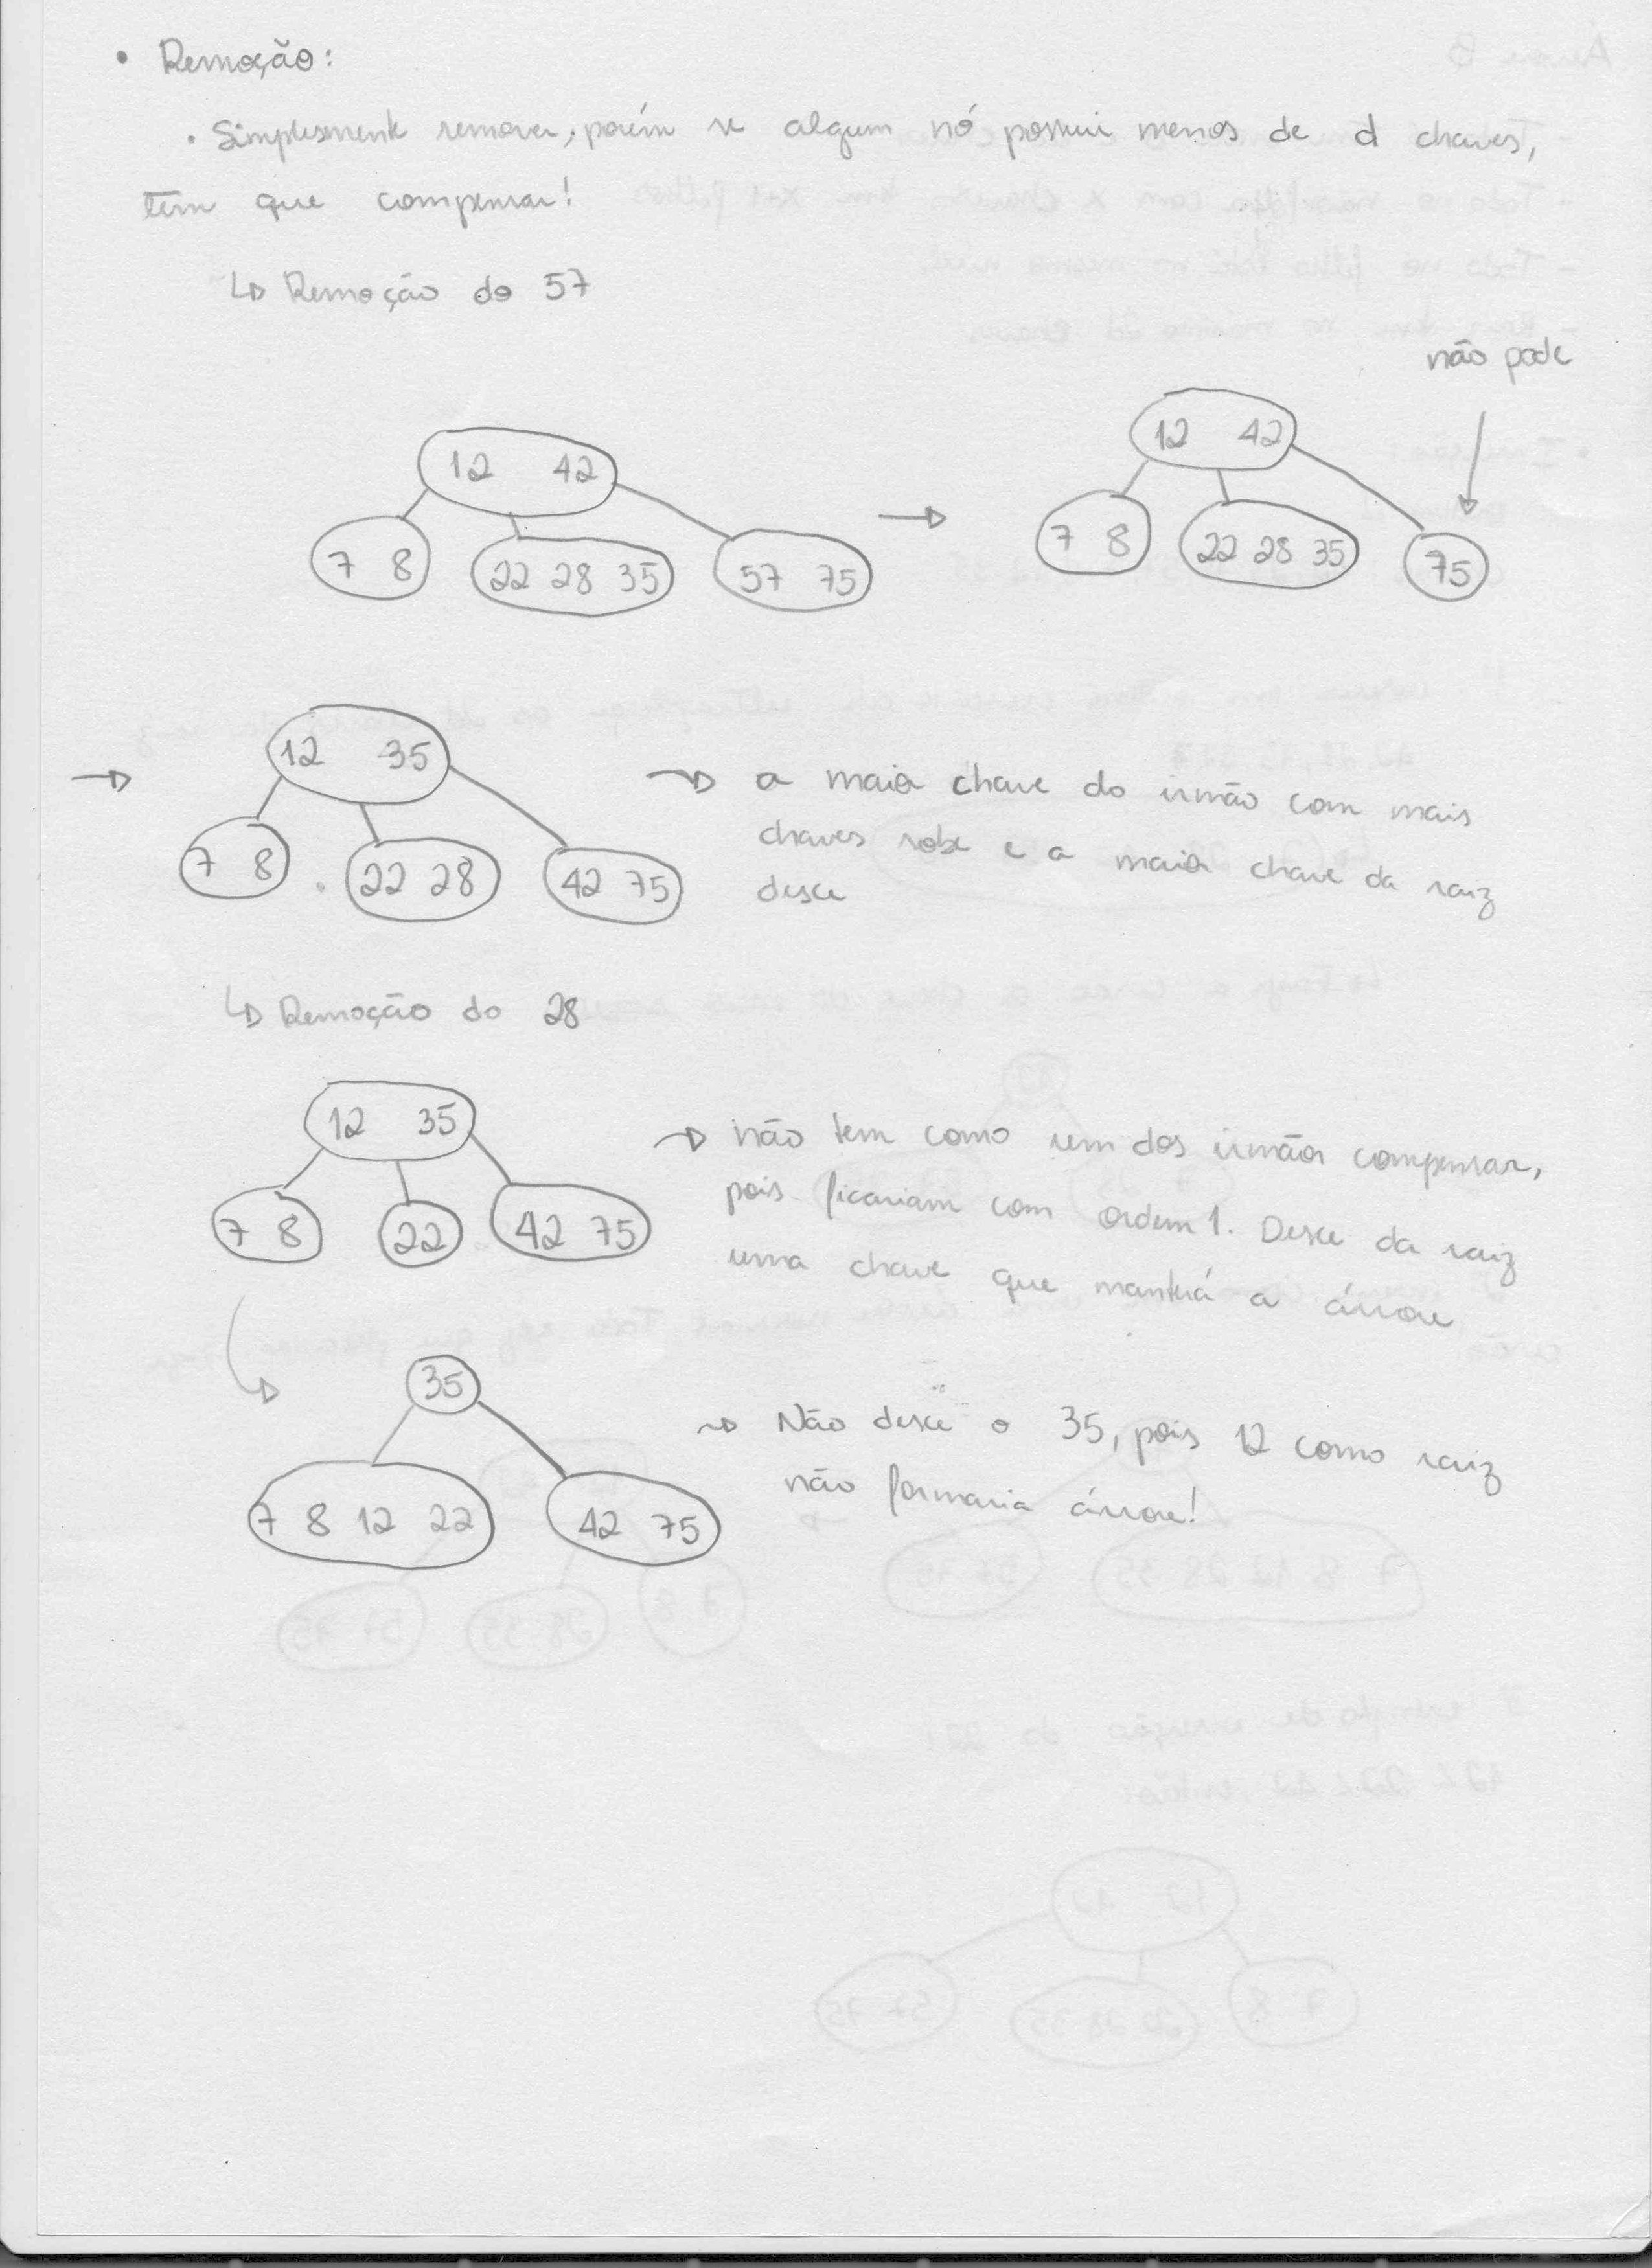 • Remoção:
• Simplesmente remover, porém se algum nó possuir menos de d chaves,
tem que compensar!
↳ Remoção do 57
não pode
12 42 → 12 42
7 8 22 28 35 57 75 7 8 22 28 35 75
→ 12 35 → a maior chave do irmão com mais
chaves sobe e a maior chave da raiz
7 8 22 28 42 75 desce
↳ Remoção do 28
12 35 → não tem como um dos irmãos compensar,
pois ficariam com ordem 1. Desce da raiz
7 8 22 42 75 uma chave que manterá a árvore
35 → Não desce o 35, pois 12 como raiz
não formaria árvore!
7 8 12 22 42 75